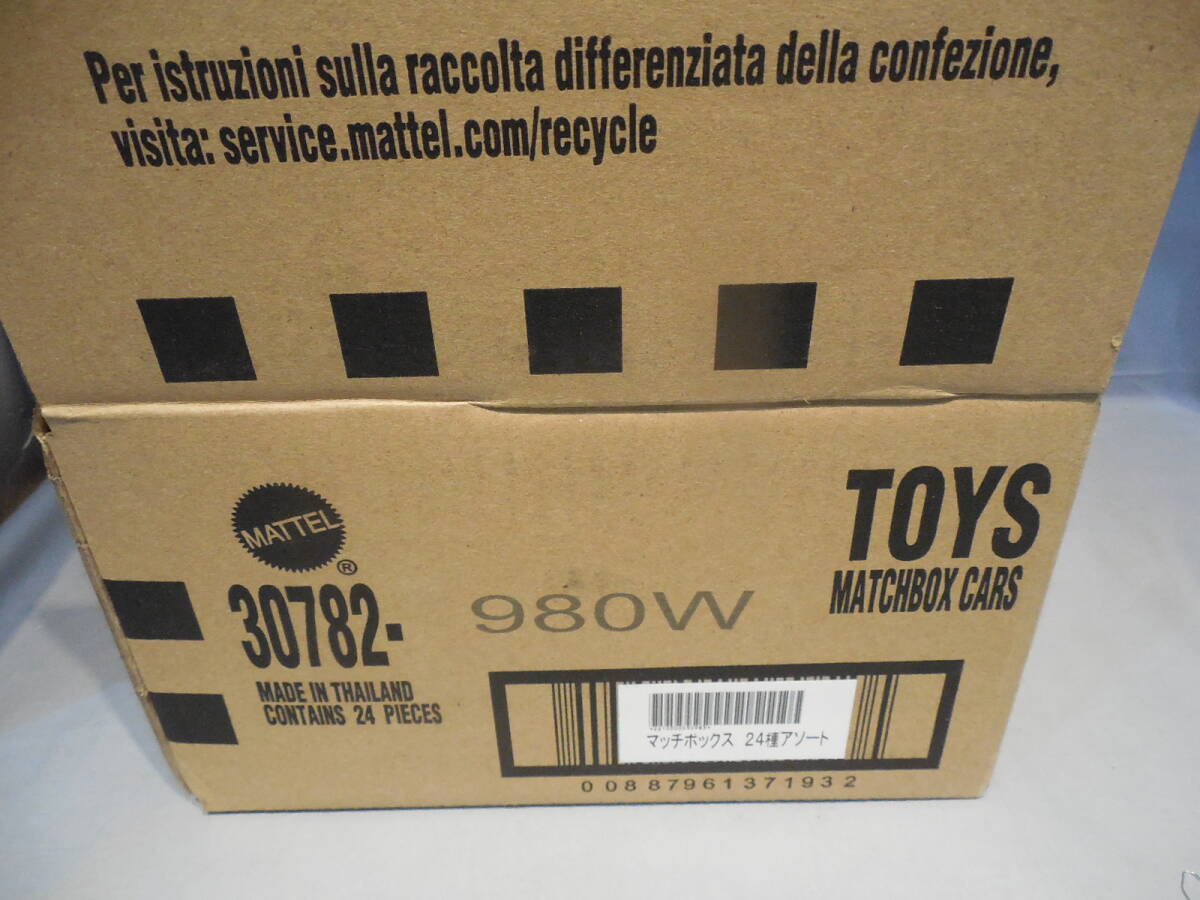 Per istruzioni sulla raccolta differenziata della confezione,
visita: service.mattel.com/recycle
MATTEL
®
30782-
MADE IN THAILAND
CONTAINS 24 PIECES
980W
TOYS
MATCHBOX CARS
マッチボックス 24種アソート
0 08 87961 37193 2